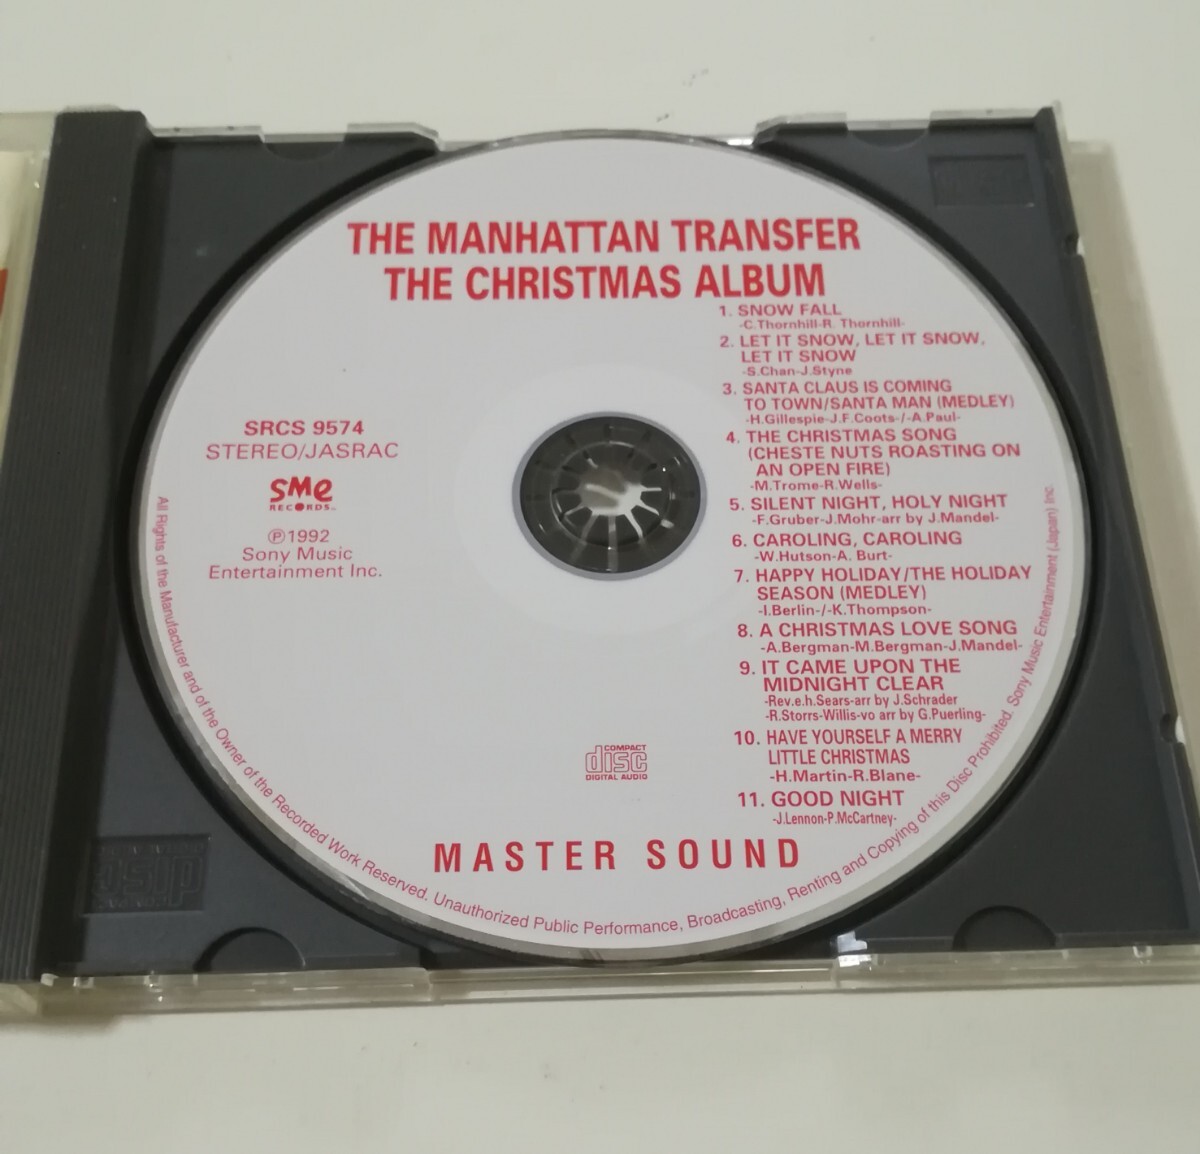 THE MANHATTAN TRANSFER
THE CHRISTMAS ALBUM
SRCS 9574
STEREO/JASRAC
SMe
RECORDS
Ⓟ1992
Sony Music
Entertainment Inc.
1. SNOW FALL
-C.Thornhill-R. Thornhill-
2. LET IT SNOW, LET IT SNOW,
LET IT SNOW
-S.Chan-J.Styne
3. SANTA CLAUS IS COMING
TO TOWN/SANTA MAN (MEDLEY)
-H.Gillespie-J.F.Coots-/-A.Paul-
4. THE CHRISTMAS SONG
(CHESTE NUTS ROASTING ON
AN OPEN FIRE)
-M.Trome-R.Wells-
5. SILENT NIGHT, HOLY NIGHT
-F.Gruber-J.Mohr-arr by J.Mandel-
6. CAROLING, CAROLING
-W.Hutson-A. Burt-
7. HAPPY HOLIDAY/THE HOLIDAY
SEASON (MEDLEY)
-I.Berlin-/-K.Thompson-
8. A CHRISTMAS LOVE SONG
-A.Bergman-M.Bergman-J.Mandel-
9. IT CAME UPON THE
MIDNIGHT CLEAR
-Rev.e.h.Sears-arr by J.Schrader
-R.Storrs-Willis-vo arr by G.Puerling-
10. HAVE YOURSELF A MERRY
LITTLE CHRISTMAS
-H.Martin-R.Blane-
11. GOOD NIGHT
-J.Lennon-P.McCartney-
COMPACT
disc
DIGITAL AUDIO
MASTER SOUND
All Rights of the Manufacturer and of the Owner of the Recorded Work Reserved. Unauthorized Public Performance, Broadcasting, Renting and Copying of this Disc Prohibited. Sony Music Entertainment (Japan) Inc.
disc